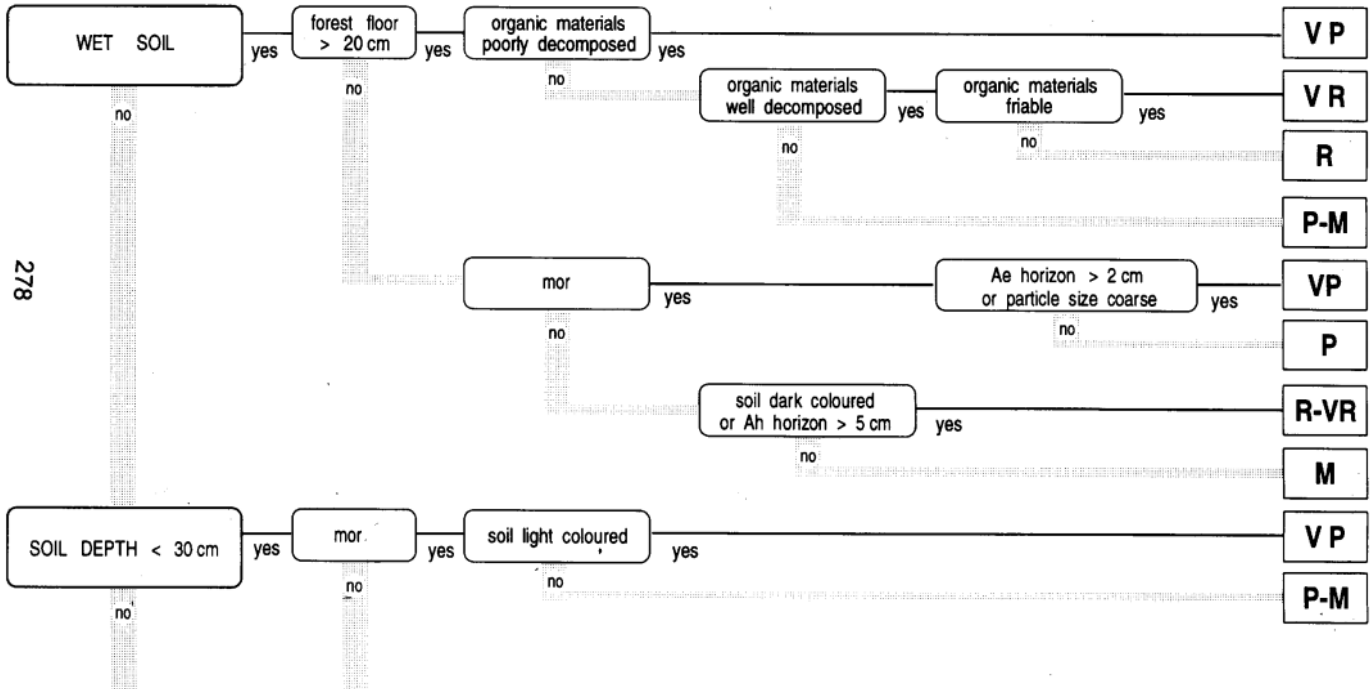 WET SOIL
yes
forest floor
> 20 cm
yes
organic materials
poorly decomposed
yes
V P
no
no
no
organic materials
well decomposed
yes
organic materials
friable
yes
V R
no
no
R
P-M
278
mor
yes
Ae horizon > 2 cm
or particle size coarse
yes
VP
no
no
P
soil dark coloured
or Ah horizon > 5 cm
yes
R-VR
no
M
SOIL DEPTH < 30 cm
yes
mor
yes
soil light coloured
yes
V P
no
no
no
P-M